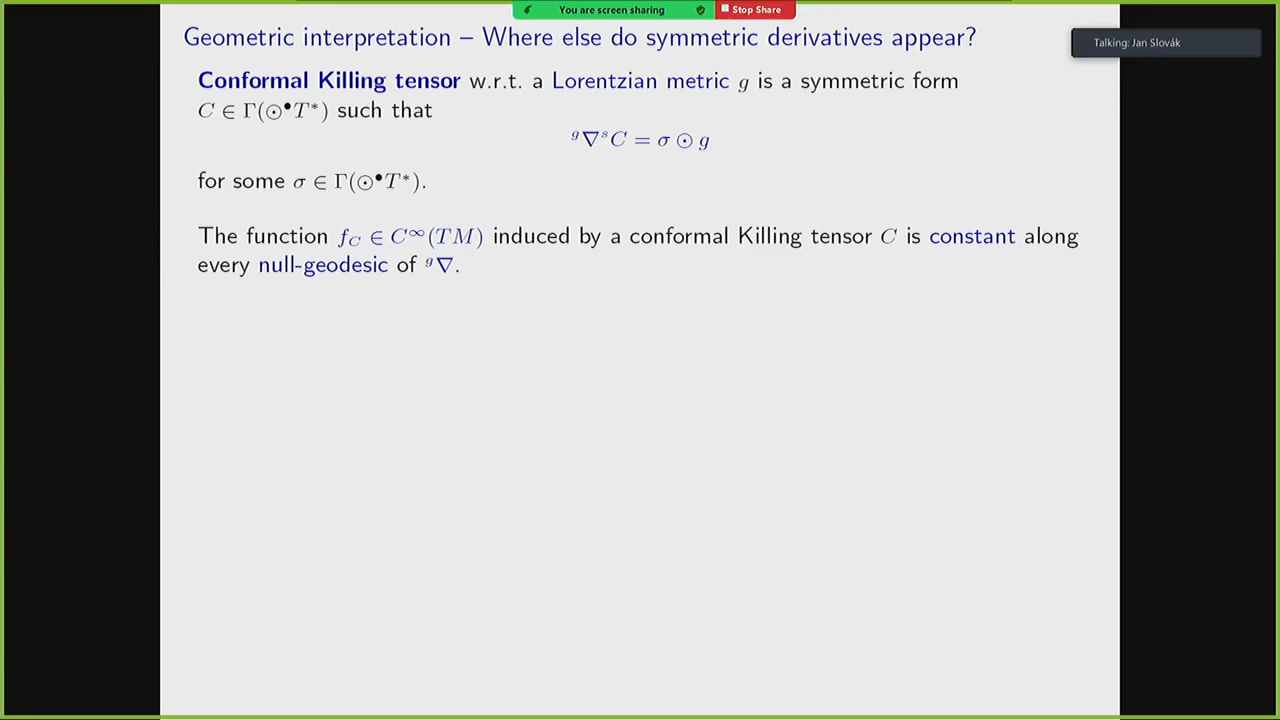 You are screen sharing
Stop Share
Talking: Jan Slovák
Geometric interpretation – Where else do symmetric derivatives appear?
Conformal Killing tensor w.r.t. a Lorentzian metric g is a symmetric form
C ∈ Γ(⊙•T*) such that
ᵍ∇ˢC = σ ⊙ g
for some σ ∈ Γ(⊙•T*).
The function f_C ∈ C^∞(TM) induced by a conformal Killing tensor C is constant along
every null-geodesic of ᵍ∇.